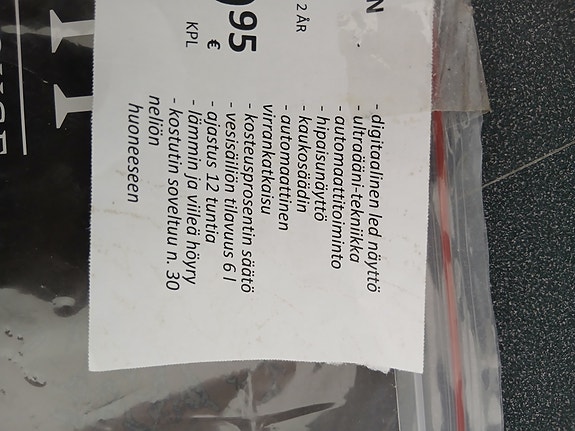 N
2 ÅR
95
€
KPL
- digitaalinen led näyttö
- ultraääni-tekniikka
- automaattitoiminto
- hipaisunäyttö
- kaukosäädin
- automaattinen
virrankatkaisu
- kosteusprosentin säätö
- vesisäiliön tilavuus 6 l
- ajastus 12 tuntia
- lämmin ja viileä höyry
- kostutin soveltuu n. 30
neliön
huoneeseen